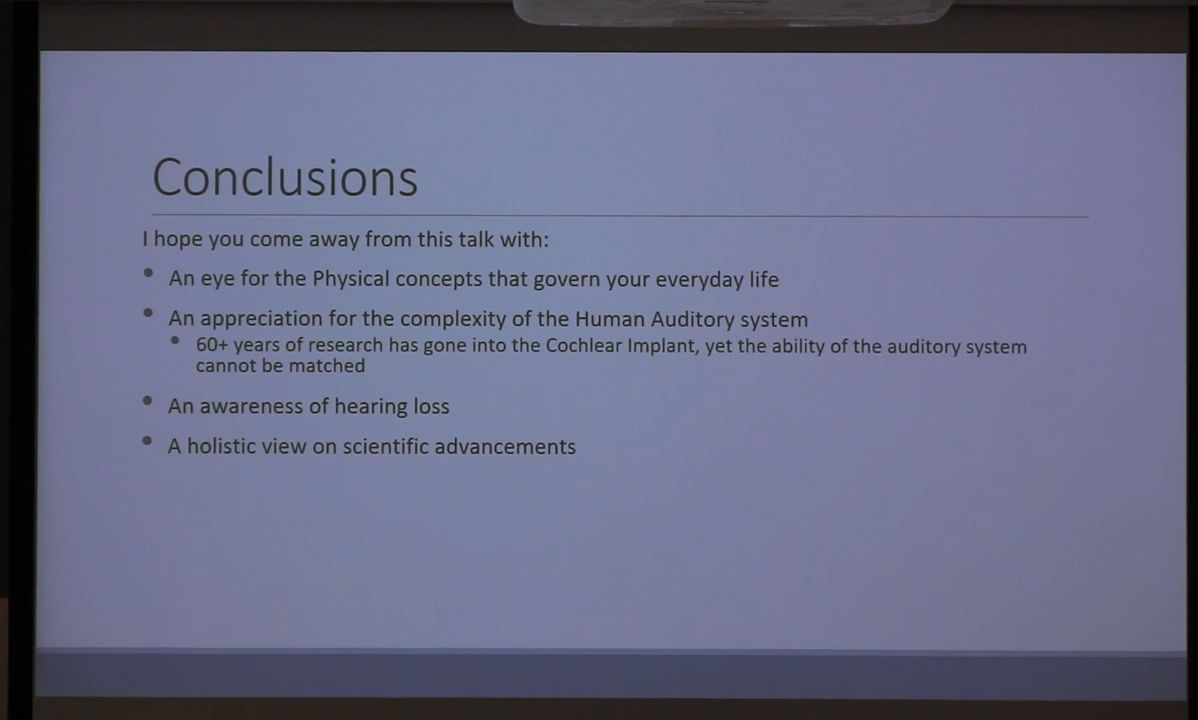 Conclusions
I hope you come away from this talk with:
• An eye for the Physical concepts that govern your everyday life
• An appreciation for the complexity of the Human Auditory system
• 60+ years of research has gone into the Cochlear Implant, yet the ability of the auditory system
cannot be matched
• An awareness of hearing loss
• A holistic view on scientific advancements